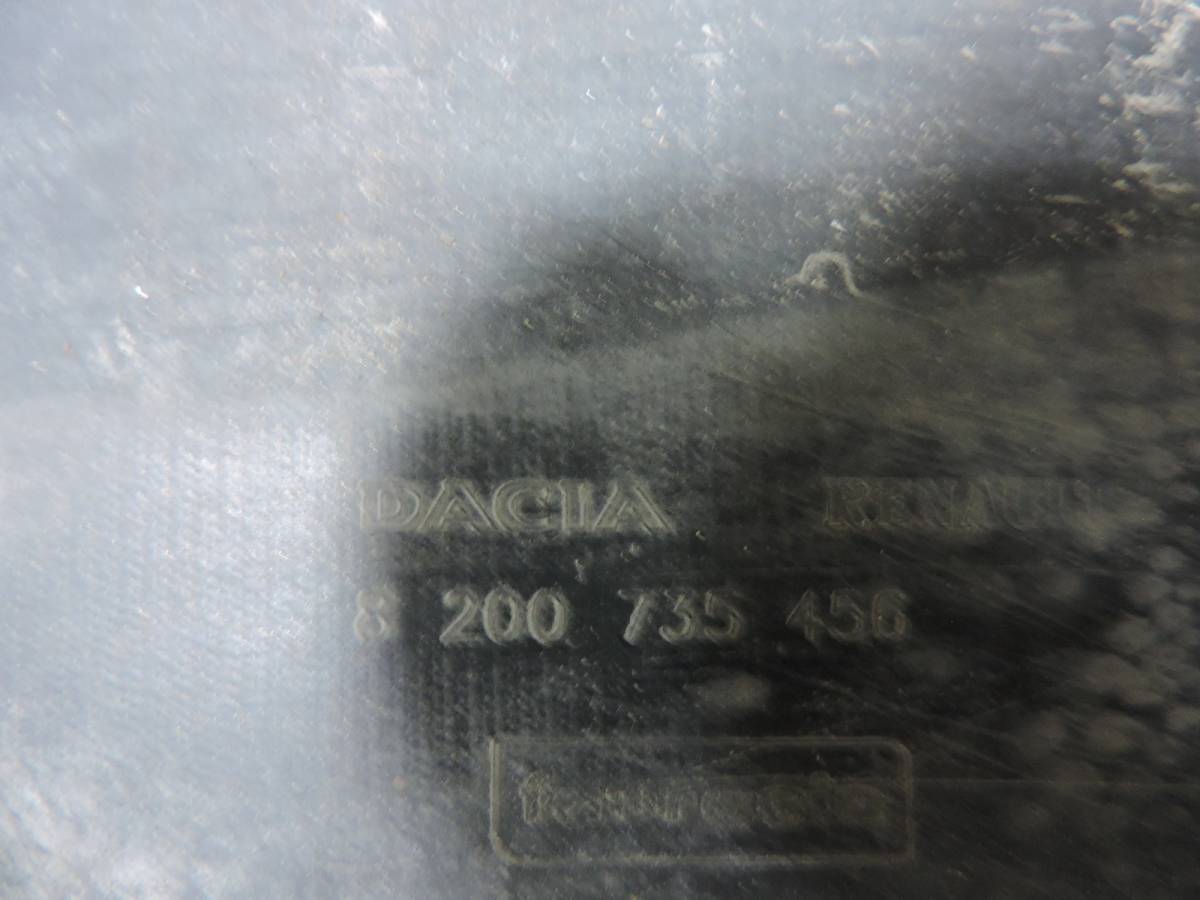 DACIA RENAULT
8 200 735 456
faurecia